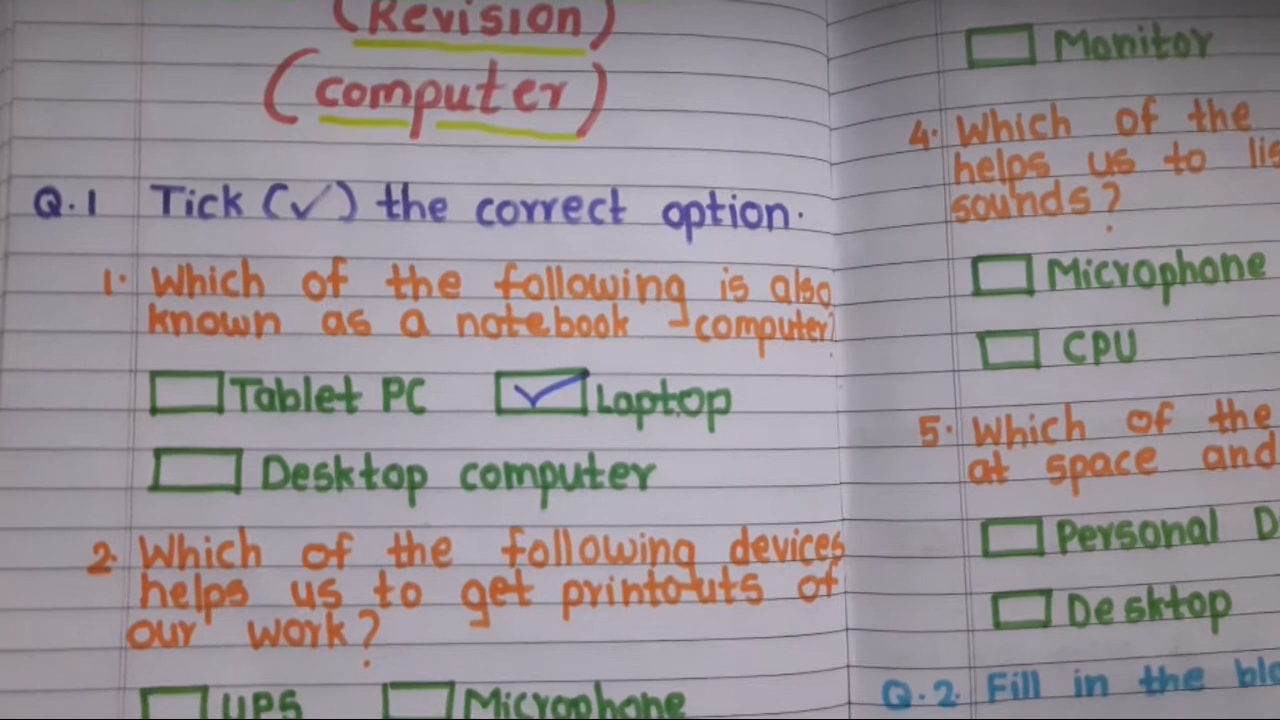 (Revision)
(computer)
Q.1 Tick (✓) the correct option.
1. Which of the following is also
known as a notebook computer?
Tablet PC ✓ Laptop
Desktop computer
2. Which of the following devices
helps us to get printouts of
our work?
UPS Microphone
Monitor
4. Which of the
helps us to lis
sounds?
Microphone
CPU
5. Which of the
at space and
Personal D
Desktop
Q.2. Fill in the bla